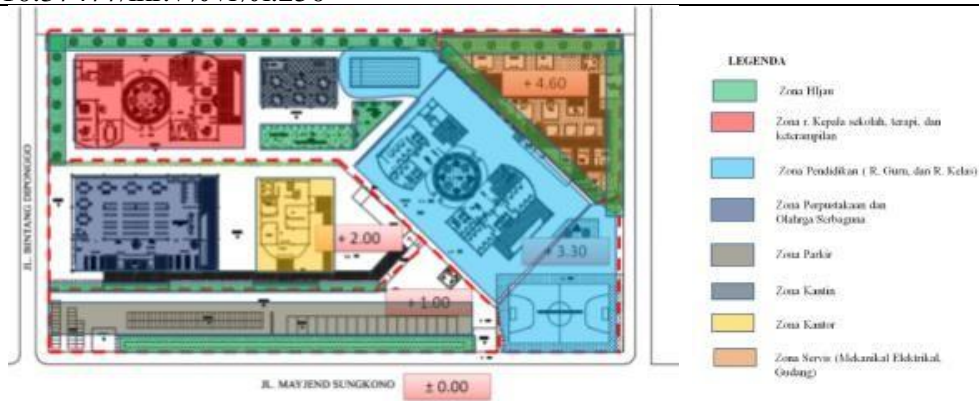 + 4.60
+ 2.00
+ 3.30
+ 1.00
JL. BINTANG DIPONGGO
JL. MAYJEND SUNGKONO
± 0.00
LEGENDA
Zona HIjau
Zona r. Kepala sekolah, terapi, dan
keterampilan
Zona Pendidikan ( R. Guru, dan R. Kelas)
Zona Perpustakaan dan
Olahrga/Serbaguna
Zona Parkir
Zona Kantin
Zona Kantor
Zona Servis (Mekanikal Elektrikal,
Gudang)